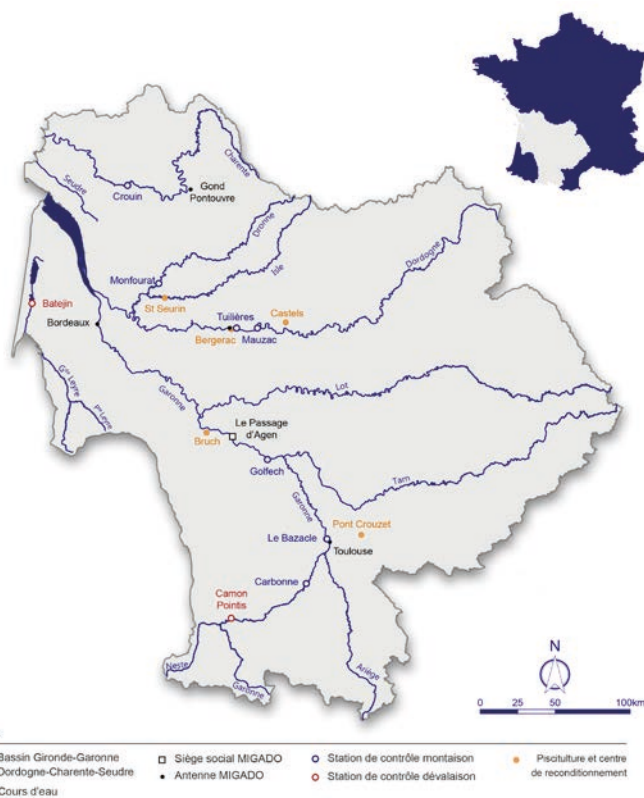 Charente
Seudre
Gond
Pontouvre
Crouin
Dronne
Isle
Dordogne
Monfourat
St Seurin
Castels
Tuilières
Batejin
Bordeaux
Bergerac
Mauzac
Gde Leyre
Pte Leyre
Garonne
Lot
Le Passage
d'Agen
Bruch
Golfech
Tarn
Garonne
Pont Crouzet
Le Bazacle
Toulouse
Carbonne
Camon
Pointis
Neste
Garonne
Ariège
N
0 25 50 100km
Bassin Gironde-Garonne
Dordogne-Charente-Seudre
Cours d'eau
Siège social MIGADO
Antenne MIGADO
Station de contrôle montaison
Station de contrôle dévalaison
Pisciculture et centre
de reconditionnement